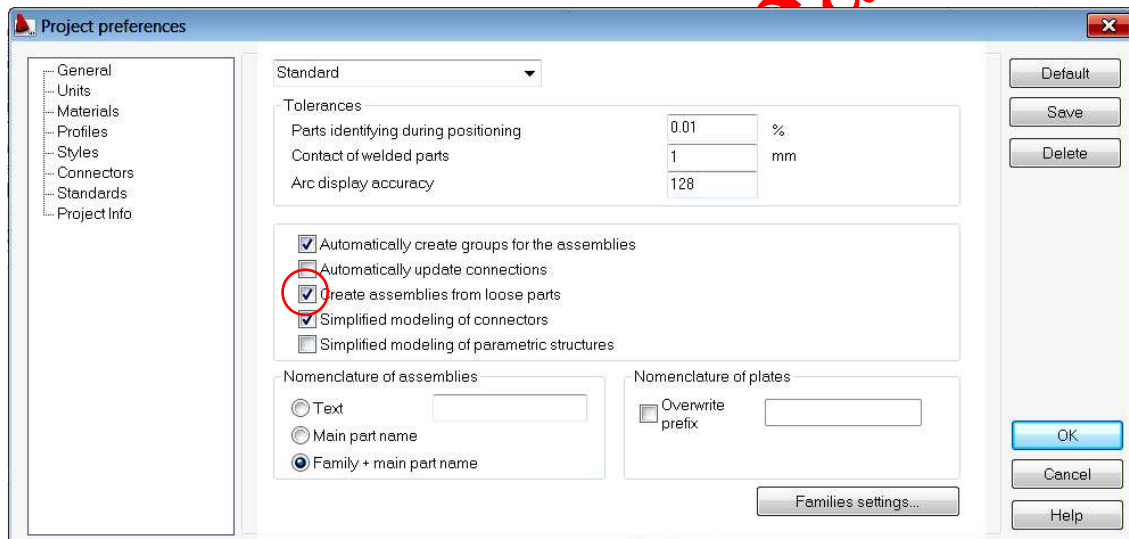 Project preferences
General
Units
Materials
Profiles
Styles
Connectors
Standards
Project Info
Standard
Tolerances
Parts identifying during positioning 0.01 %
Contact of welded parts 1 mm
Arc display accuracy 128
Automatically create groups for the assemblies
Automatically update connections
Create assemblies from loose parts
Simplified modeling of connectors
Simplified modeling of parametric structures
Nomenclature of assemblies
Text
Main part name
Family + main part name
Nomenclature of plates
Overwrite
prefix
Families settings...
Default
Save
Delete
OK
Cancel
Help